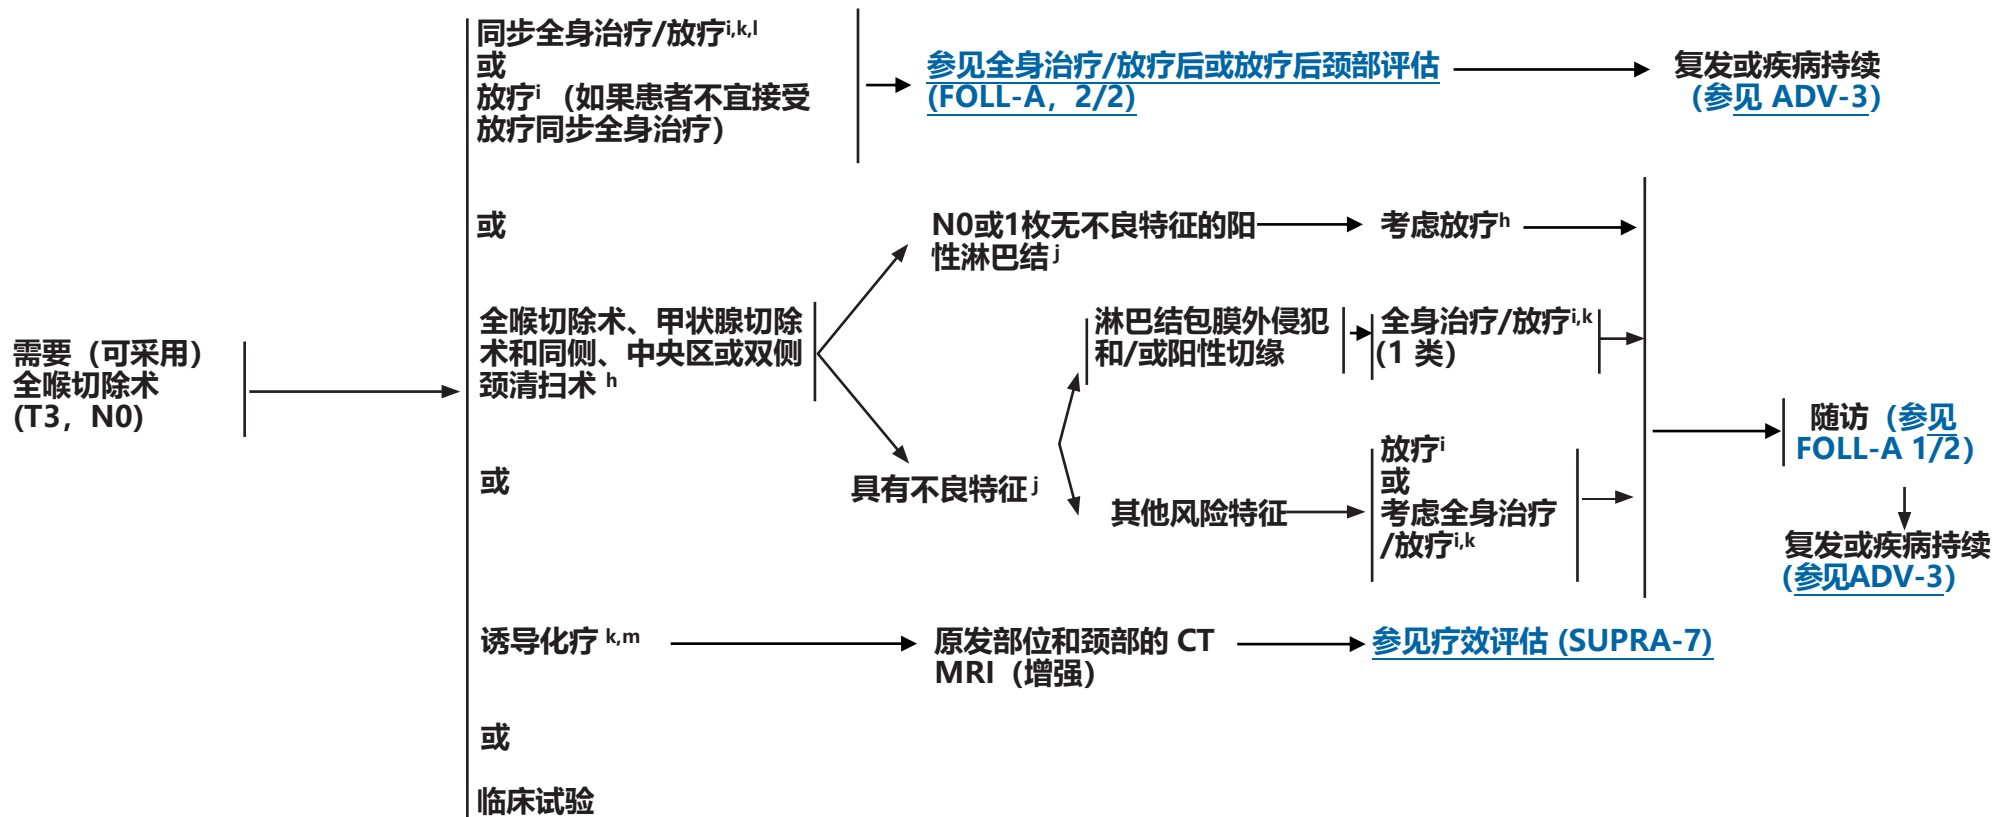 同步全身治疗/放疗i,k,l
或
放疗i（如果患者不宜接受
放疗同步全身治疗）
参见全身治疗/放疗后或放疗后颈部评估
(FOLL-A，2/2)
复发或疾病持续
（参见 ADV-3）
或
N0或1枚无不良特征的阳
性淋巴结j
考虑放疗h
需要（可采用）
全喉切除术
(T3，N0)
全喉切除术、甲状腺切除
术和同侧、中央区或双侧
颈清扫术 h
淋巴结包膜外侵犯
和/或阳性切缘
全身治疗/放疗i,k
(1 类)
或
具有不良特征j
其他风险特征
放疗i
或
考虑全身治疗
/放疗i,k
随访（参见
FOLL-A 1/2）
复发或疾病持续
（参见ADV-3）
诱导化疗 k,m
原发部位和颈部的 CT
MRI（增强）
参见疗效评估 (SUPRA-7)
或
临床试验